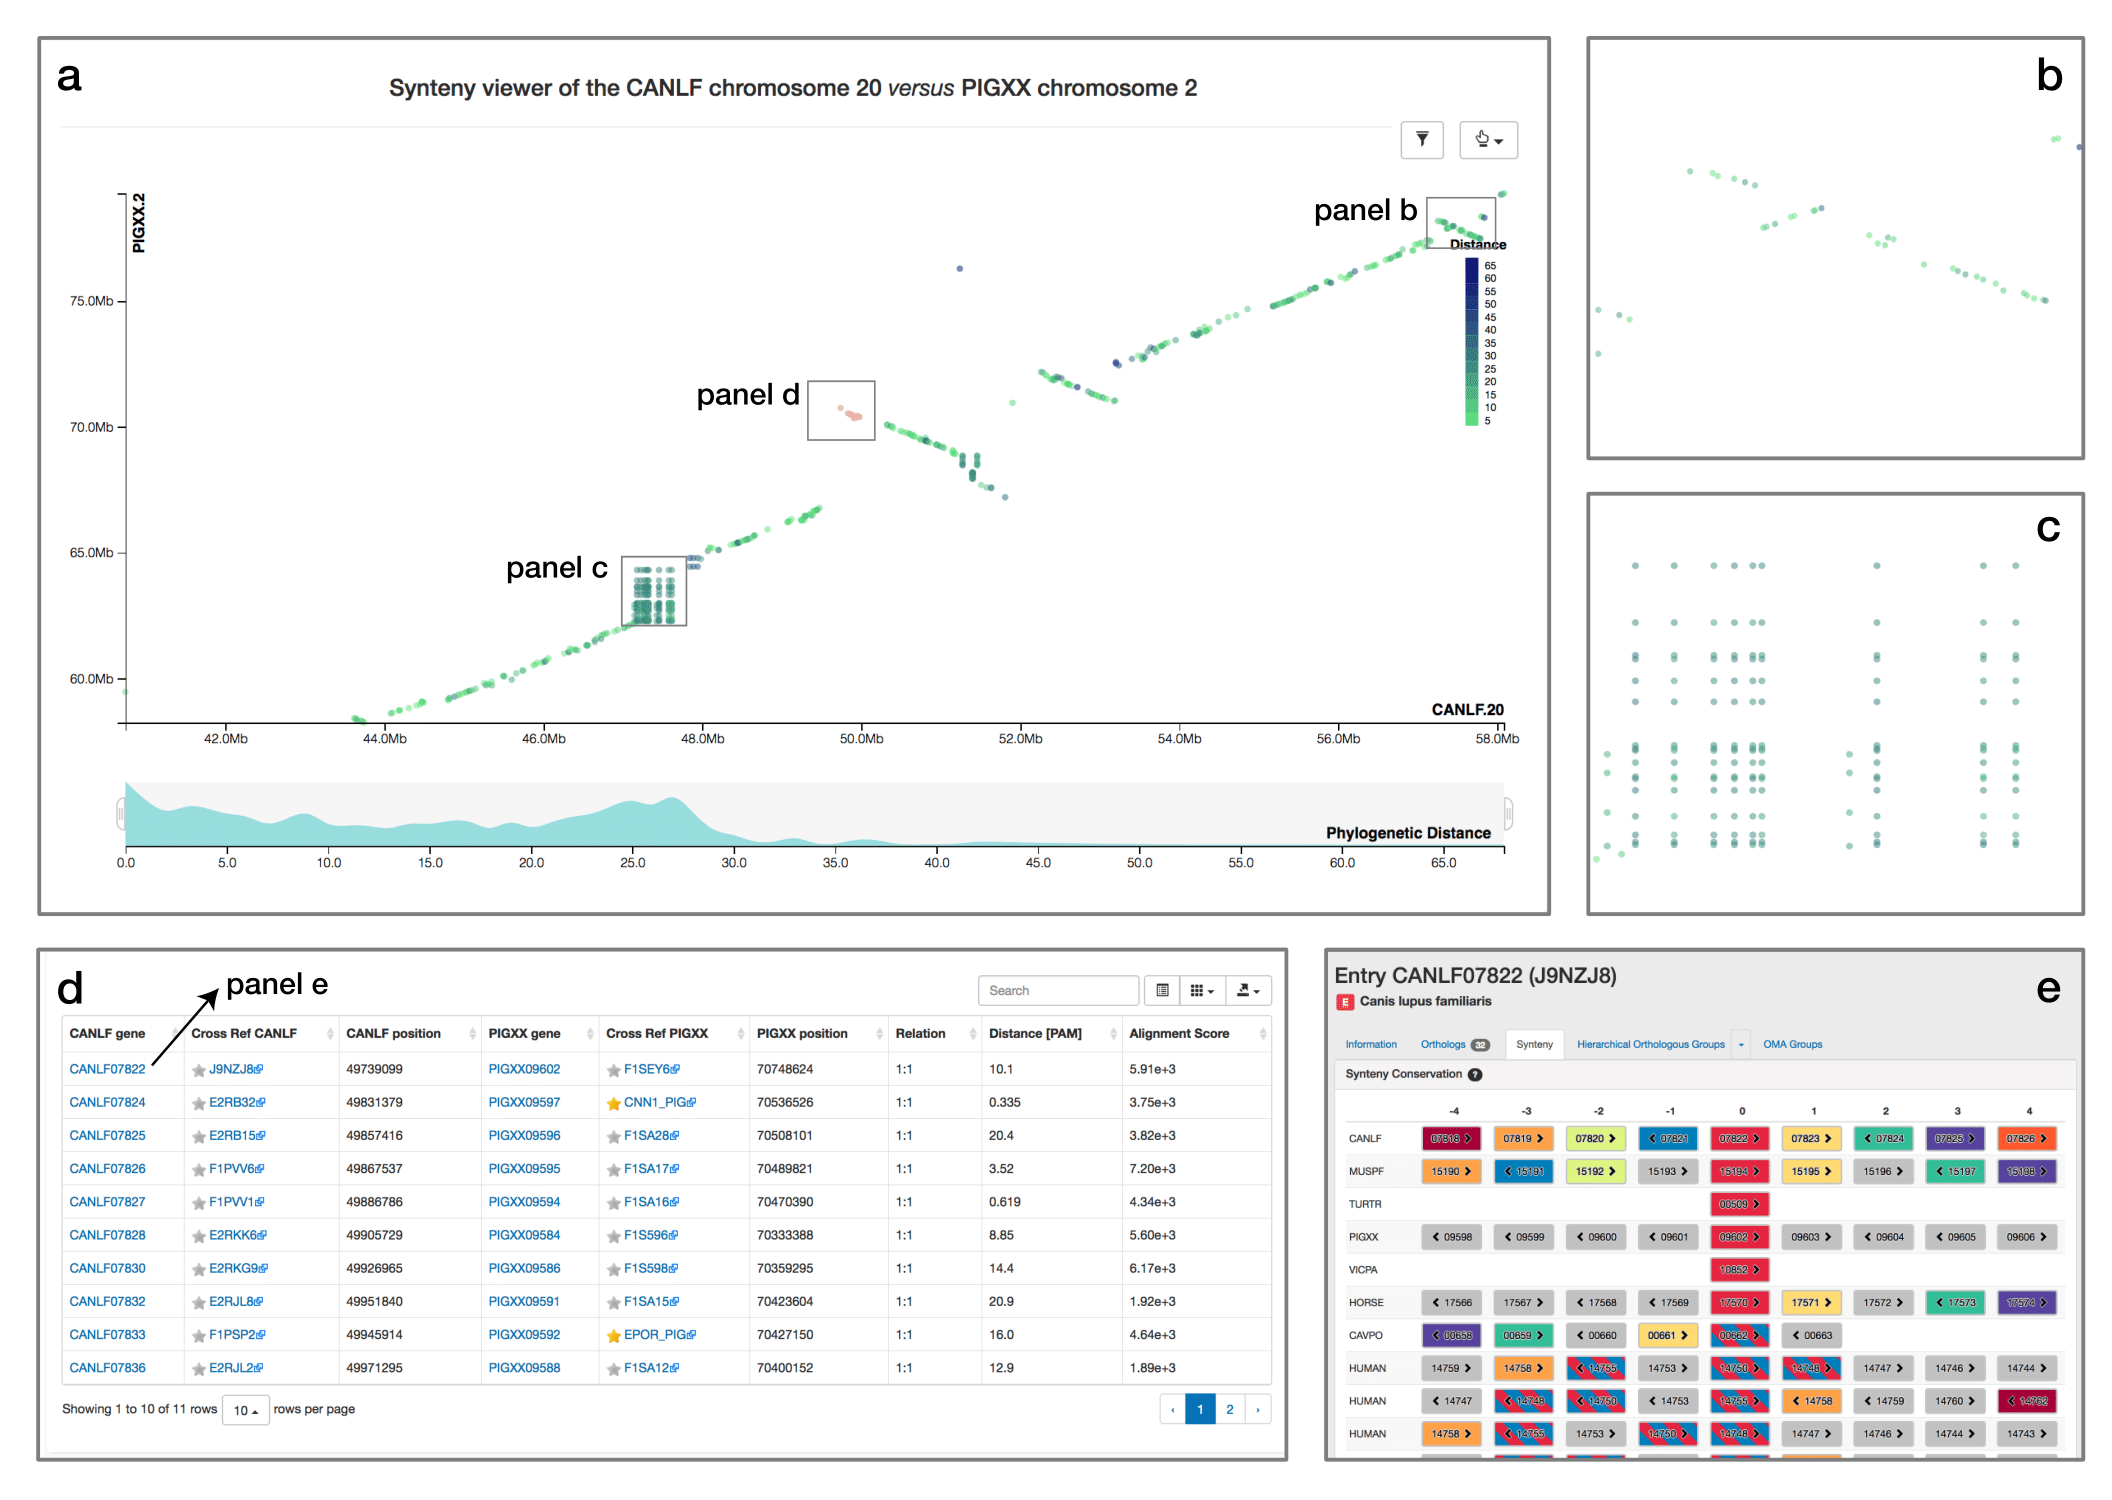 a
Synteny viewer of the CANLF chromosome 20 versus PIGXX chromosome 2
PIGXX.2
panel b
Distance
65
60
55
50
45
40
35
30
25
20
15
10
5
75.0Mb
panel d
70.0Mb
65.0Mb
panel c
60.0Mb
CANLF.20
42.0Mb 44.0Mb 46.0Mb 48.0Mb 50.0Mb 52.0Mb 54.0Mb 56.0Mb 58.0Mb
Phylogenetic Distance
0.0 5.0 10.0 15.0 20.0 25.0 30.0 35.0 40.0 45.0 50.0 55.0 60.0 65.0
b
c
d
panel e
Search
CANLF gene Cross Ref CANLF CANLF position PIGXX gene Cross Ref PIGXX PIGXX position Relation Distance [PAM] Alignment Score
CANLF07822 J9NZJ8 49739099 PIGXX09602 F1SEY6 70748624 1:1 10.1 5.91e+3
CANLF07824 E2RB32 49831379 PIGXX09597 CNN1_PIG 70536526 1:1 0.335 3.75e+3
CANLF07825 E2RB15 49857416 PIGXX09596 F1SA28 70508101 1:1 20.4 3.82e+3
CANLF07826 F1PVV6 49867537 PIGXX09595 F1SA17 70489821 1:1 3.52 7.20e+3
CANLF07827 F1PVV1 49886786 PIGXX09594 F1SA16 70470390 1:1 0.619 4.34e+3
CANLF07828 E2RKK6 49905729 PIGXX09584 F1S596 70333388 1:1 8.85 5.60e+3
CANLF07830 E2RKG9 49926965 PIGXX09586 F1S598 70359295 1:1 14.4 6.17e+3
CANLF07832 E2RJL8 49951840 PIGXX09591 F1SA15 70423604 1:1 20.9 1.92e+3
CANLF07833 F1PSP2 49945914 PIGXX09592 EPOR_PIG 70427150 1:1 16.0 4.64e+3
CANLF07836 E2RJL2 49971295 PIGXX09588 F1SA12 70400152 1:1 12.9 1.89e+3
Showing 1 to 10 of 11 rows 10 rows per page ‹ 1 2 ›
Entry CANLF07822 (J9NZJ8)
e
E Canis lupus familiaris
Information Orthologs 32 Synteny Hierarchical Orthologous Groups OMA Groups
Synteny Conservation ?
-4 -3 -2 -1 0 1 2 3 4
CANLF 07818 > 07819 > 07820 > < 07821 07822 > 07823 > < 07824 07825 > 07826 >
MUSPF 15190 > < 15191 15192 > 15193 > 15194 > 15195 > 15196 > < 15197 15198 >
TURTR 00509 >
PIGXX < 09598 < 09599 < 09600 < 09601 09602 > 09603 > < 09604 < 09605 09606 >
VICPA 10852 >
HORSE < 17566 17567 > < 17568 < 17569 17570 > 17571 > 17572 > < 17573 17574 >
CAVPO < 00658 00659 > < 00660 00661 > 00662 > < 00663
HUMAN 14759 > 14758 > < 14755 14753 > 14750 > 14748 > 14747 > 14746 > 14744 >
HUMAN < 14747 < 14748 < 14750 < 14753 14755 > < 14758 < 14759 14760 > < 14762
HUMAN 14758 > < 14755 14753 > 14750 > 14748 > 14747 > 14746 > 14744 > 14743 >